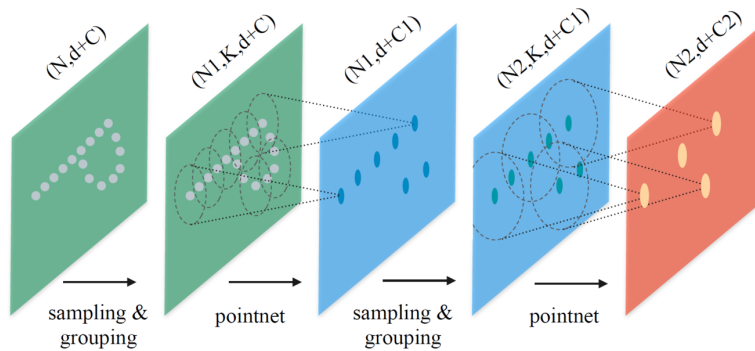 (N,d+C)
(N1,K,d+C)
(N1,d+C1)
(N2,K,d+C1)
(N2,d+C2)
sampling &
grouping
pointnet
sampling &
grouping
pointnet